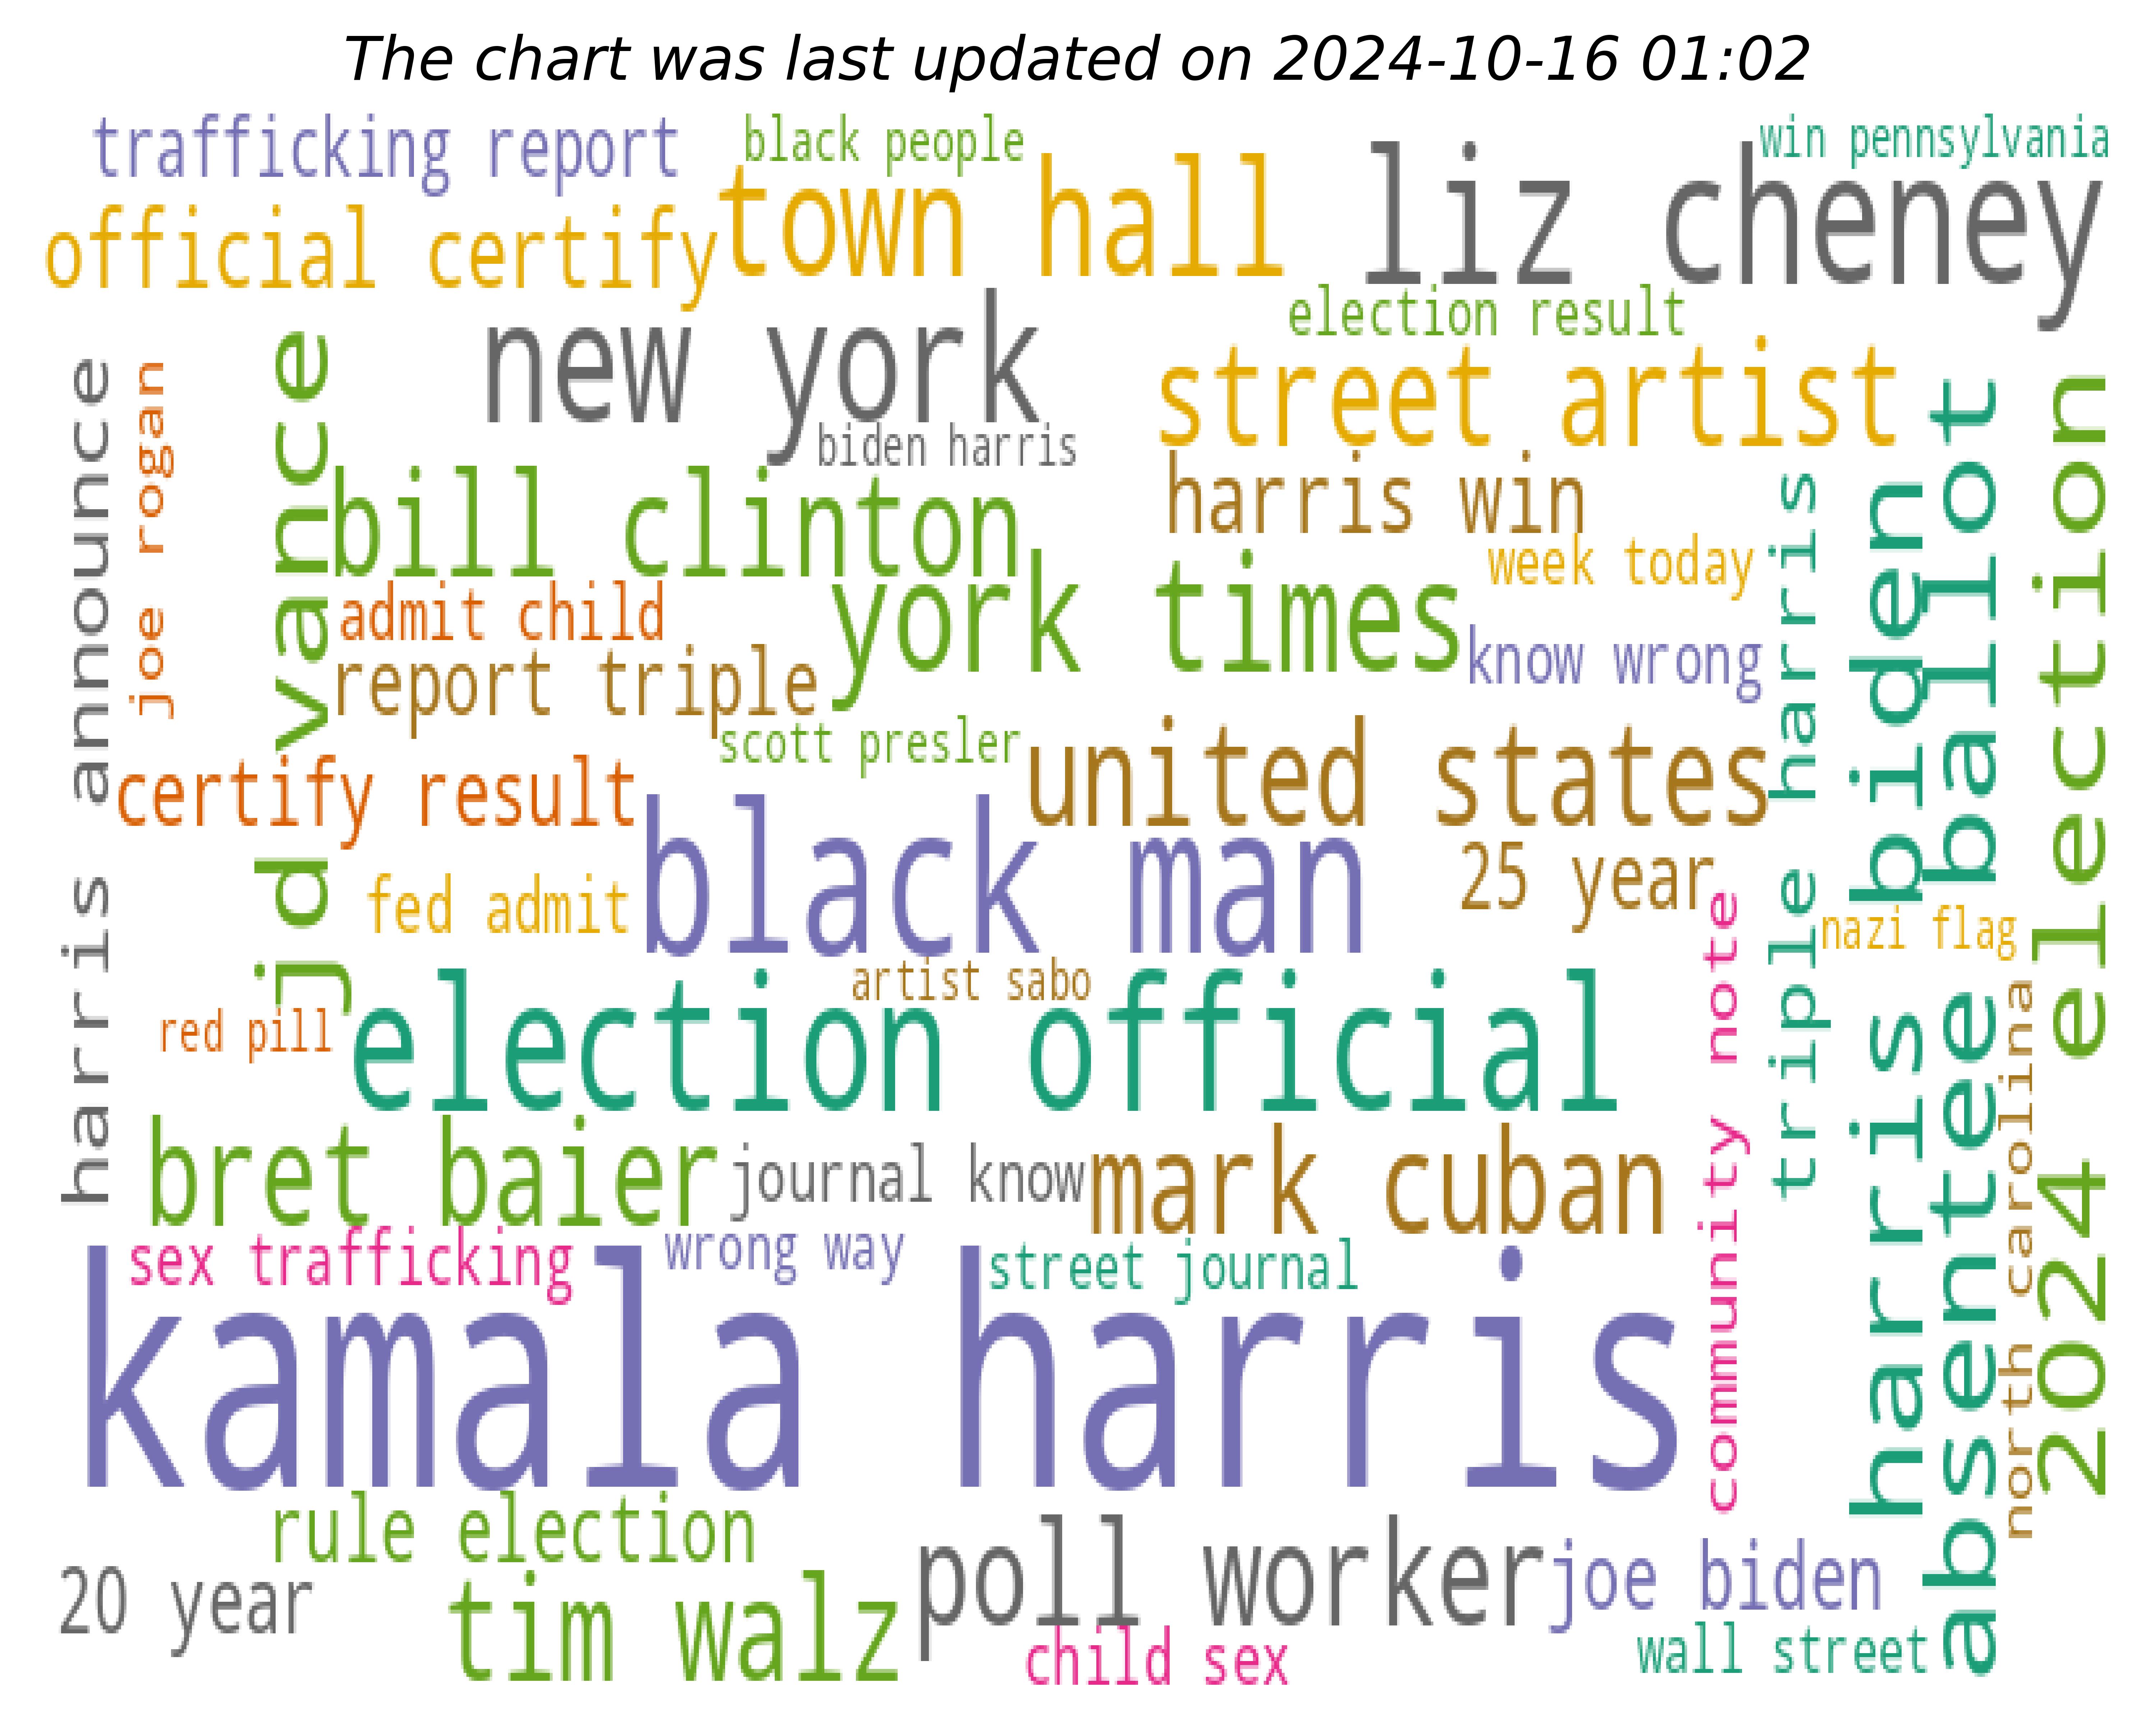 The chart was last updated on 2024-10-16 01:02
trafficking report
black people
win pennsylvania
official certify
town hall
liz cheney
election result
new york
street artist
biden harris
harris announce
joe rogan
jd vance
bill clinton
harris win
week today
york times
admit child
know wrong
report triple
scott presler
united states
certify result
black man
25 year
fed admit
nazi flag
artist sabo
red pill
election official
triple harris
harris biden
absentee ballot
2024 election
north carolina
community note
bret baier
journal know
mark cuban
sex trafficking
wrong way
street journal
kamala harris
rule election
20 year
tim walz
poll worker
joe biden
child sex
wall street